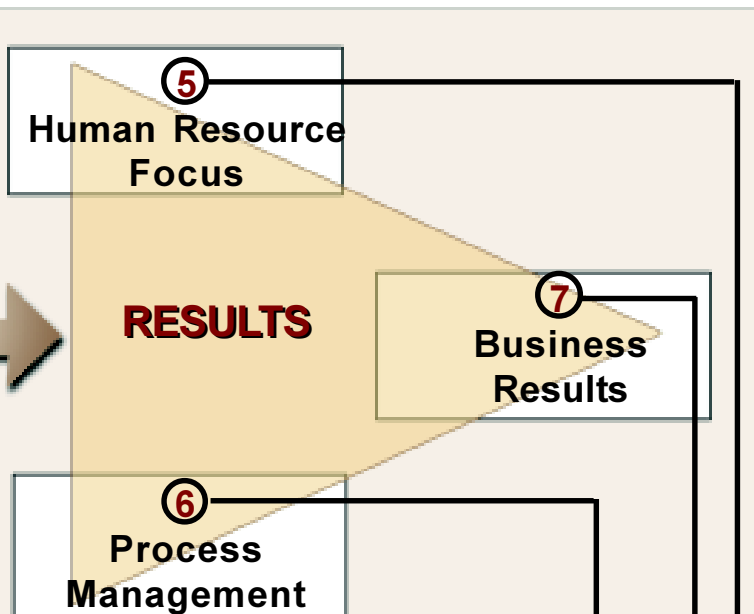 5
Human Resource
Focus
RESULTS
7
Business
Results
6
Process
Management